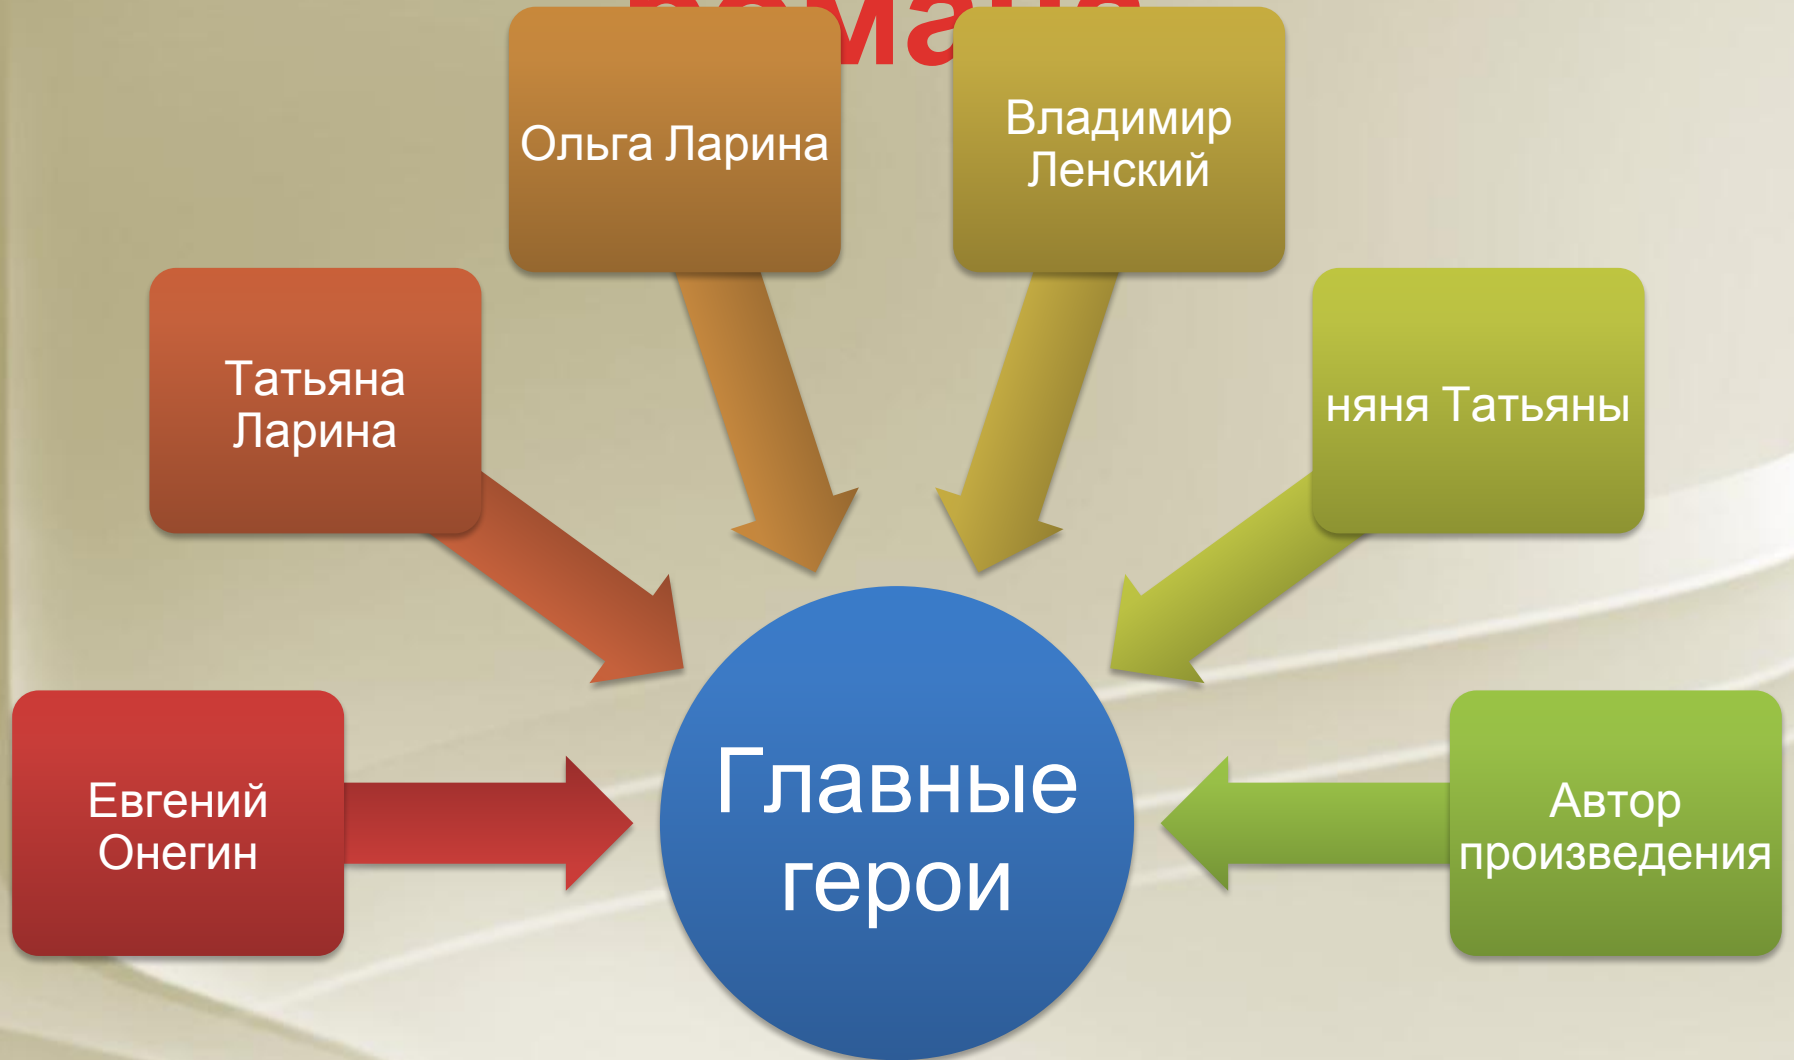 Ольга Ларина
Владимир
Ленский
Татьяна
Ларина
няня Татьяны
Евгений
Онегин
Главные
герои
Автор
произведения